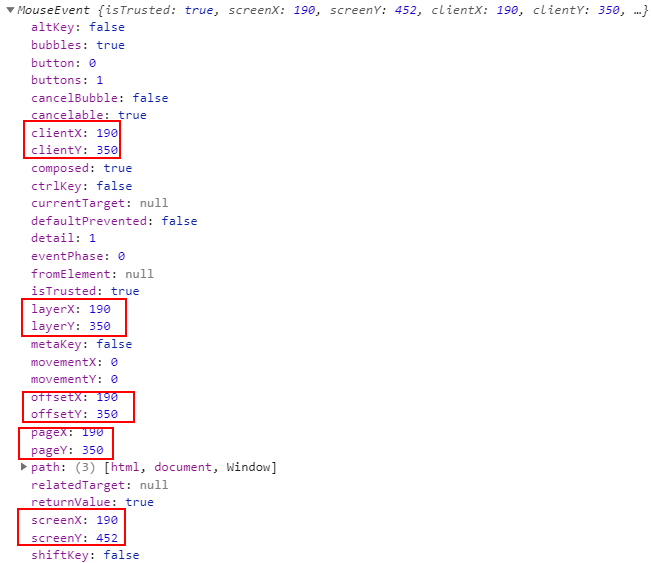 MouseEvent {isTrusted: true, screenX: 190, screenY: 452, clientX: 190, clientY: 350, …}
altKey: false
bubbles: true
button: 0
buttons: 1
cancelBubble: false
cancelable: true
clientX: 190
clientY: 350
composed: true
ctrlKey: false
currentTarget: null
defaultPrevented: false
detail: 1
eventPhase: 0
fromElement: null
isTrusted: true
layerX: 190
layerY: 350
metaKey: false
movementX: 0
movementY: 0
offsetX: 190
offsetY: 350
pageX: 190
pageY: 350
path: (3) [html, document, Window]
relatedTarget: null
returnValue: true
screenX: 190
screenY: 452
shiftKey: false